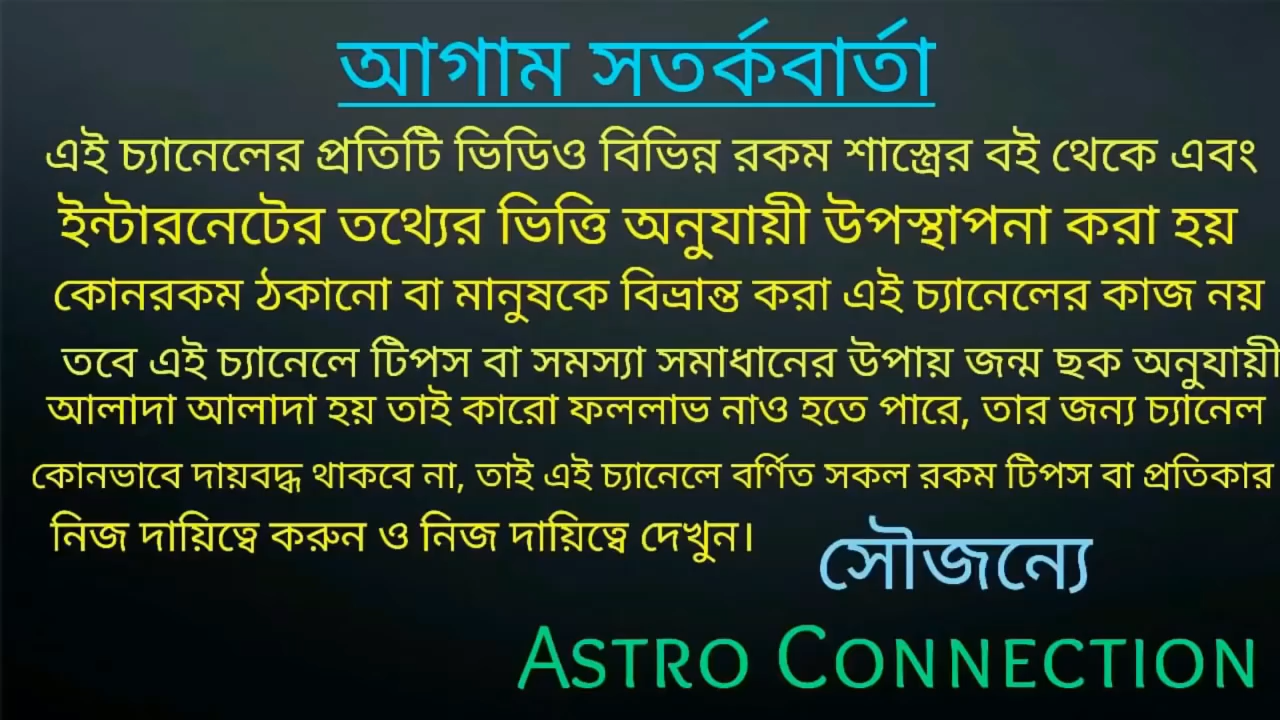 আগাম সতর্কবার্তা
এই চ্যানেলের প্রতিটি ভিডিও বিভিন্ন রকম শাস্ত্রের বই থেকে এবং
ইন্টারনেটের তথ্যের ভিত্তি অনুযায়ী উপস্থাপনা করা হয়
কোনরকম ঠকানো বা মানুষকে বিভ্রান্ত করা এই চ্যানেলের কাজ নয়
তবে এই চ্যানেলে টিপস বা সমস্যা সমাধানের উপায় জন্ম ছক অনুযায়ী
আলাদা আলাদা হয় তাই কারো ফললাভ নাও হতে পারে, তার জন্য চ্যানেল
কোনভাবে দায়বদ্ধ থাকবে না, তাই এই চ্যানেলে বর্ণিত সকল রকম টিপস বা প্রতিকার
নিজ দায়িত্বে করুন ও নিজ দায়িত্বে দেখুন।
সৌজন্যে
ASTRO CONNECTION